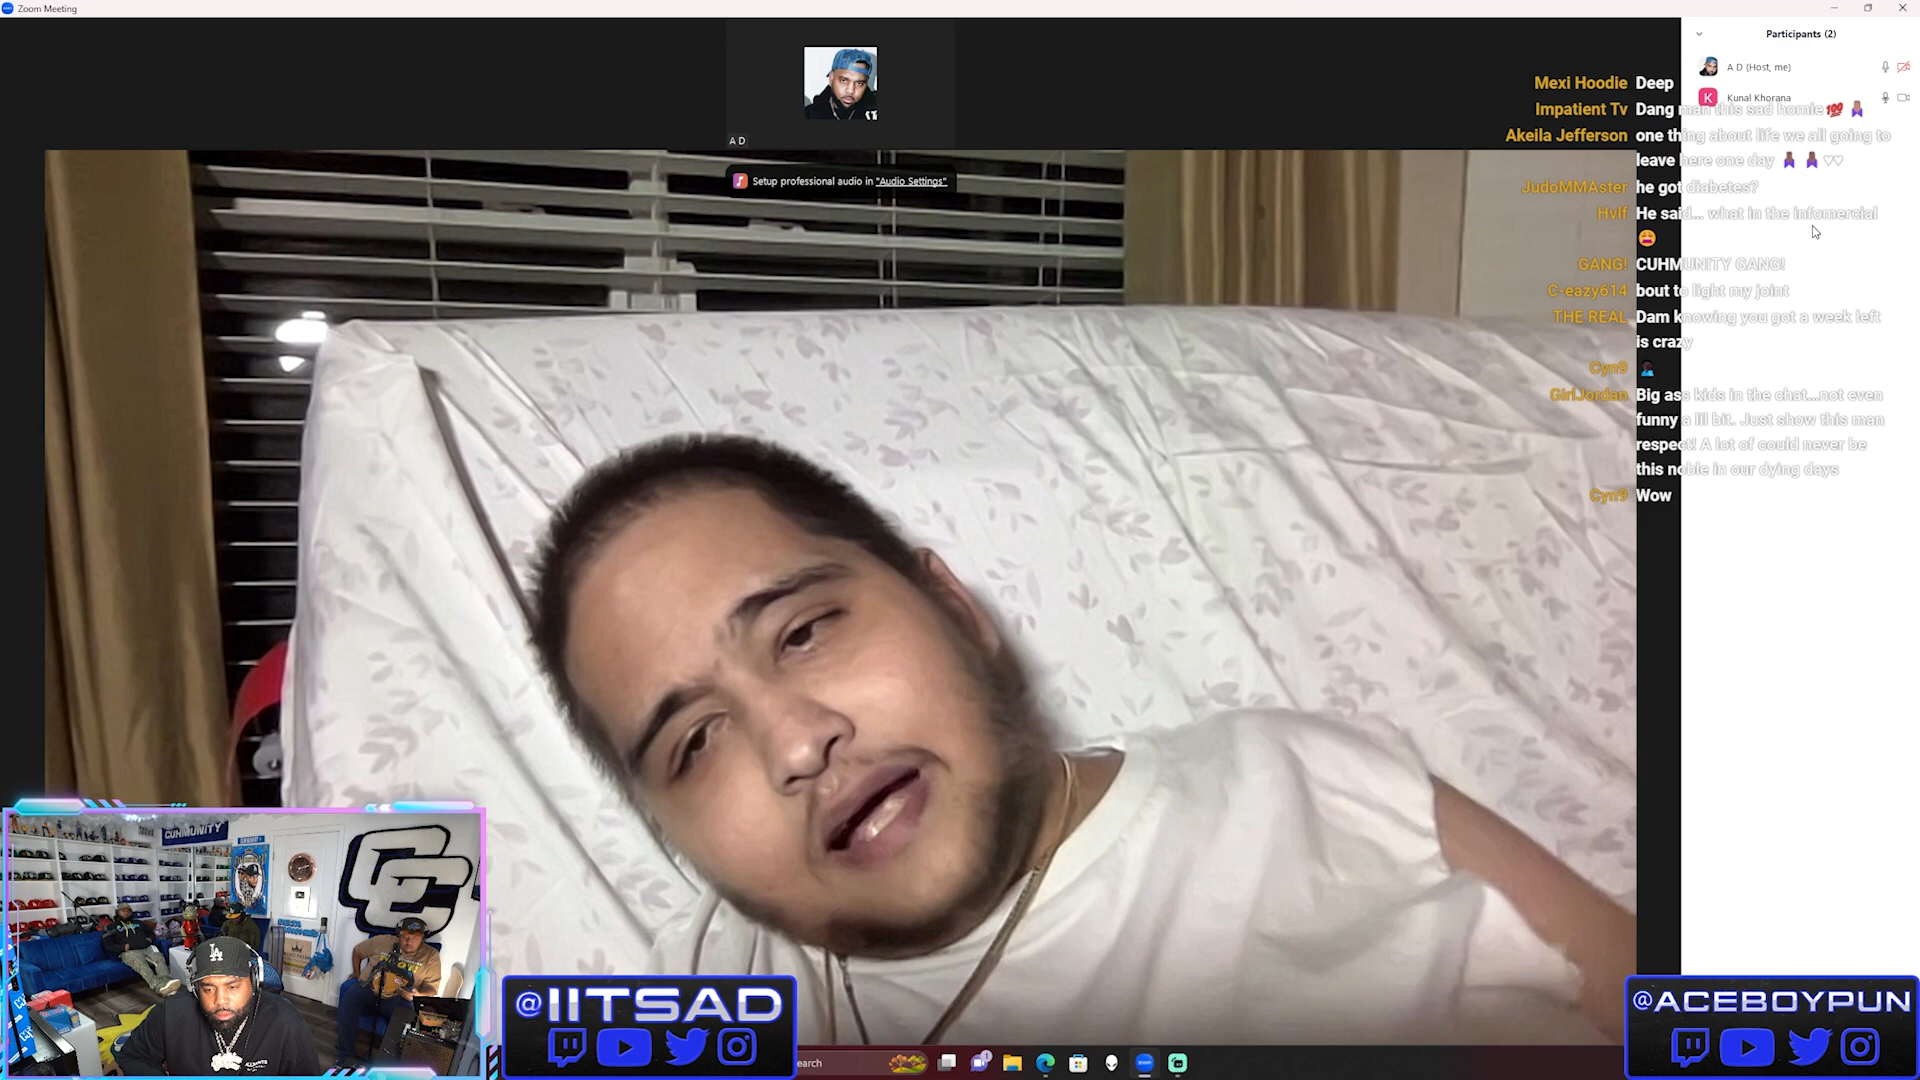 Zoom Meeting
Participants (2)
A D (Host, me)
Kunal Khorana
K
A D
Setup professional audio in "Audio Settings"
Mexi Hoodie Deep
Impatient Tv Dang man this sad homie 💯
Akeila Jefferson one thing about life we all going to
leave here one day ♡♡
JudoMMAster he got diabetes?
Hvlf He said... what in the infomercial
😩
GANG! CUHMUNITY GANG!
C-eazy614 bout to light my joint
THE REAL Dam knowing you got a week left
is crazy
Cyn9
GirlJordan Big ass kids in the chat...not even
funny a lil bit. Just show this man
respect! A lot of could never be
this noble in our dying days
Cyn9 Wow
CUHMUNITY
CC
LA
@IITSAD
@ACEBOYPUN
earch